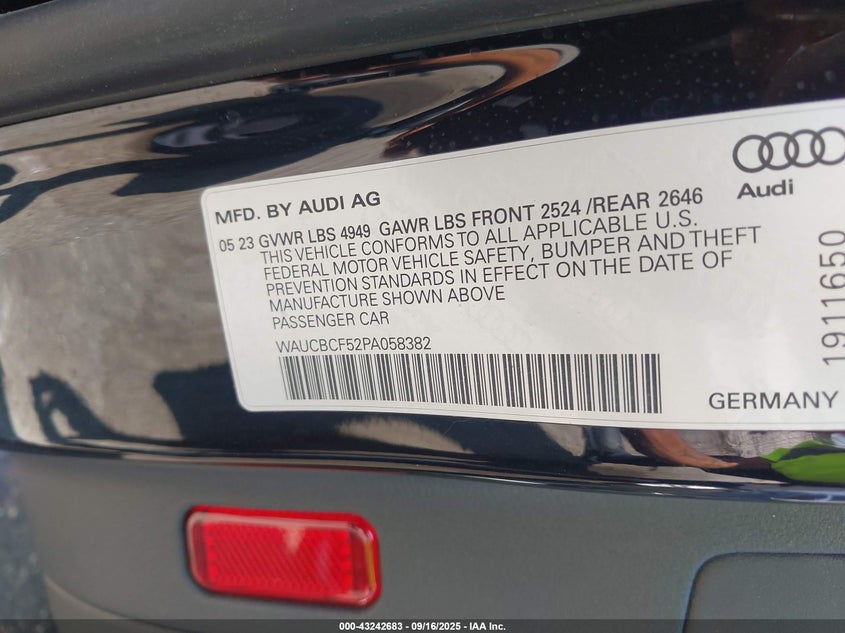 MFD. BY AUDI AG
05 23 GVWR LBS 4949 GAWR LBS FRONT 2524 /REAR 2646
THIS VEHICLE CONFORMS TO ALL APPLICABLE U.S.
FEDERAL MOTOR VEHICLE SAFETY, BUMPER AND THEFT
PREVENTION STANDARDS IN EFFECT ON THE DATE OF
MANUFACTURE SHOWN ABOVE
PASSENGER CAR
WAUCBCF52PA058382
Audi
1911650
GERMANY
000-43242683 - 09/16/2025 - IAA Inc.